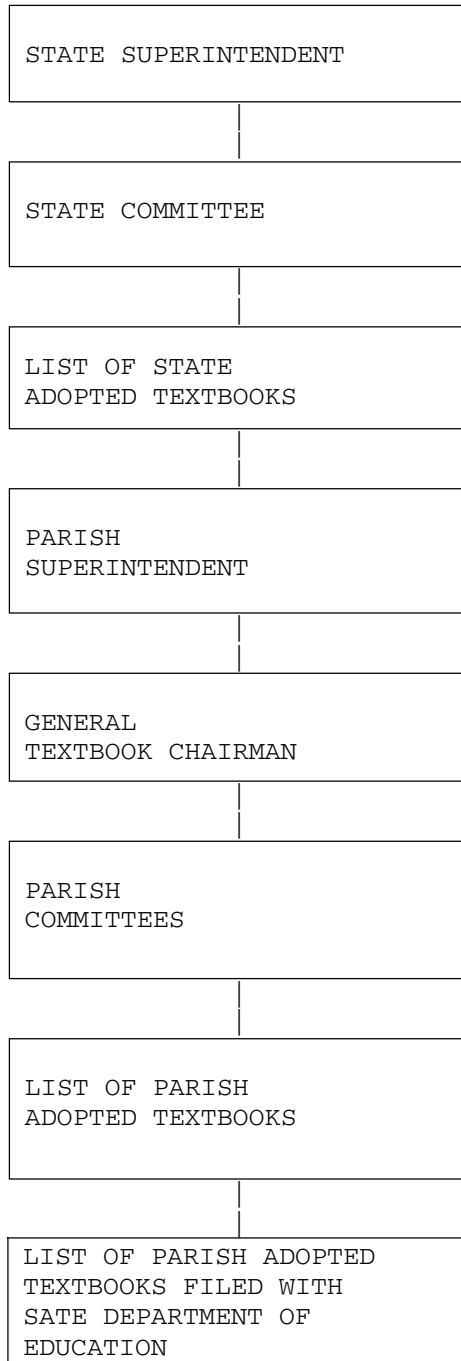 STATE SUPERINTENDENT
STATE COMMITTEE
LIST OF STATE
ADOPTED TEXTBOOKS
PARISH
SUPERINTENDENT
GENERAL
TEXTBOOK CHAIRMAN
PARISH
COMMITTEES
LIST OF PARISH
ADOPTED TEXTBOOKS
LIST OF PARISH ADOPTED
TEXTBOOKS FILED WITH
SATE DEPARTMENT OF
EDUCATION